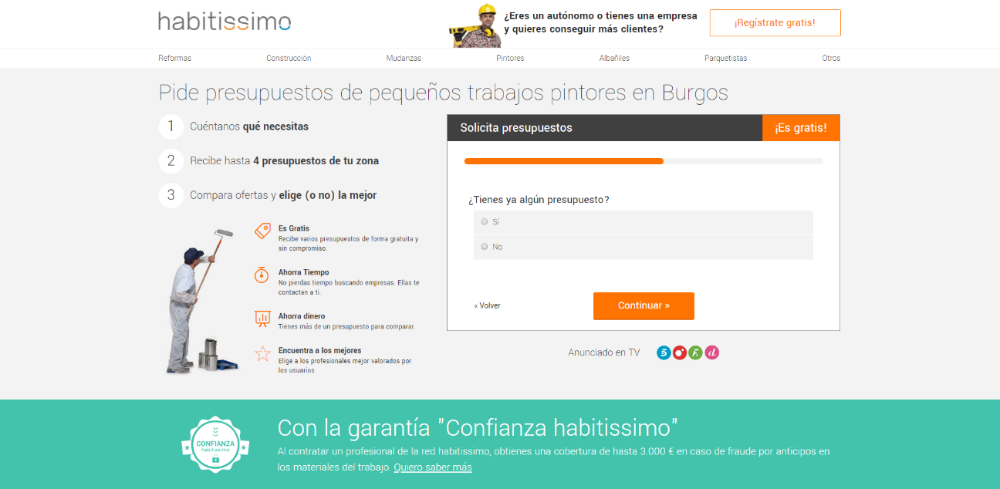 habitissimo
¿Eres un autónomo o tienes una empresa
y quieres conseguir más clientes?
¡Regístrate gratis!
Reformas
Construcción
Mudanzas
Pintores
Albañiles
Parquetistas
Otros
Pide presupuestos de pequeños trabajos pintores en Burgos
1 Cuéntanos qué necesitas
2 Recibe hasta 4 presupuestos de tu zona
3 Compara ofertas y elige (o no) la mejor
Es Gratis
Recibe varios presupuestos de forma gratuita y
sin compromiso.
Ahorra Tiempo
No pierdas tiempo buscando empresas. Ellas te
contactan a ti.
Ahorra dinero
Tienes más de un presupuesto para comparar.
Encuentra a los mejores
Elige a los profesionales mejor valorados por
los usuarios.
Solicita presupuestos
¡Es gratis!
¿Tienes ya algún presupuesto?
Sí
No
« Volver
Continuar »
Anunciado en TV
CONFIANZA
habitissimo
Con la garantía "Confianza habitissimo"
Al contratar un profesional de la red habitissimo, obtienes una cobertura de hasta 3.000 € en caso de fraude por anticipos en
los materiales del trabajo. Quiero saber más